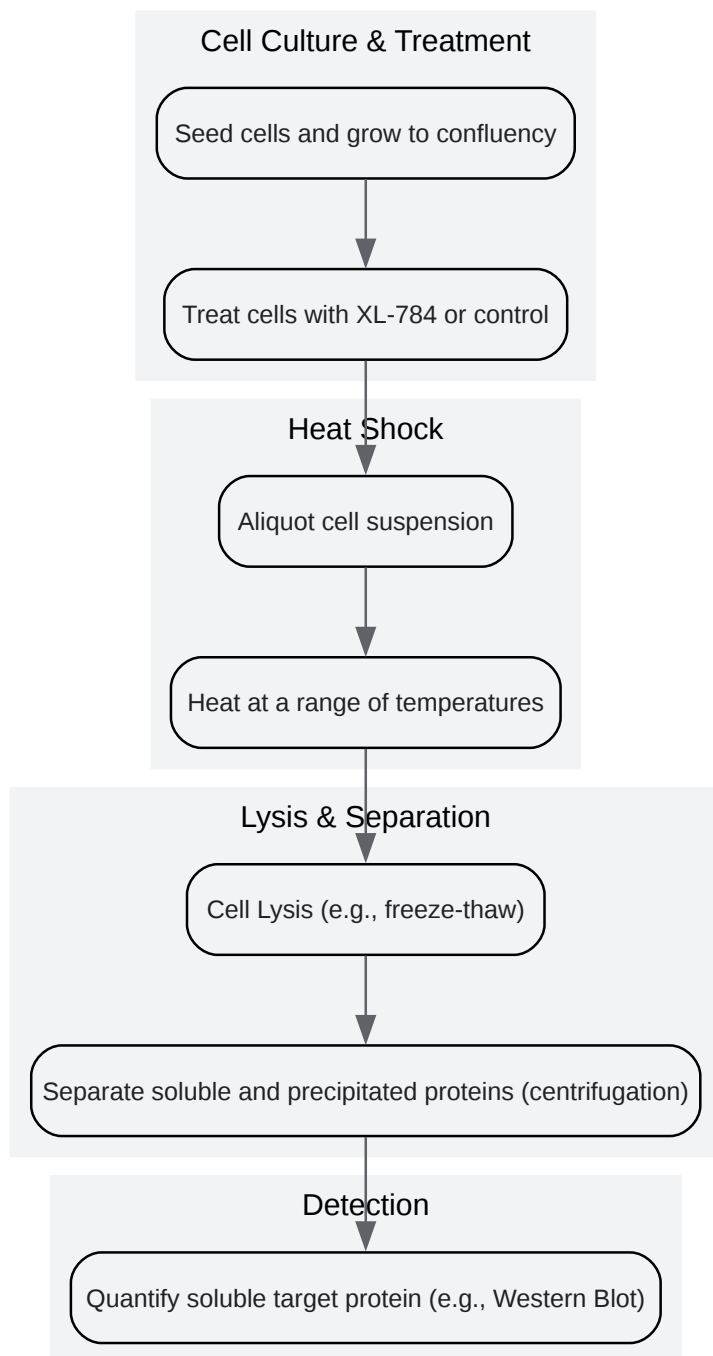 Cell Culture & Treatment
Seed cells and grow to confluency
Treat cells with XL-784 or control
Heat Shock
Aliquot cell suspension
Heat at a range of temperatures
Lysis & Separation
Cell Lysis (e.g., freeze-thaw)
Separate soluble and precipitated proteins (centrifugation)
Detection
Quantify soluble target protein (e.g., Western Blot)